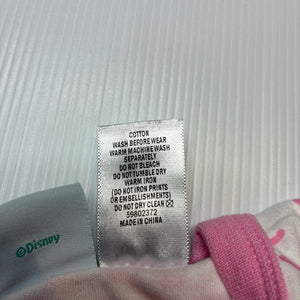 COTTON
WASH BEFORE WEAR
WARM MACHINE WASH
SEPARATELY
DO NOT BLEACH
DO NOT TUMBLE DRY
WARM IRON
(DO NOT IRON PRINTS
OR EMBELLISHMENTS)
DO NOT DRY CLEAN
59802372
MADE IN CHINA
©Disney